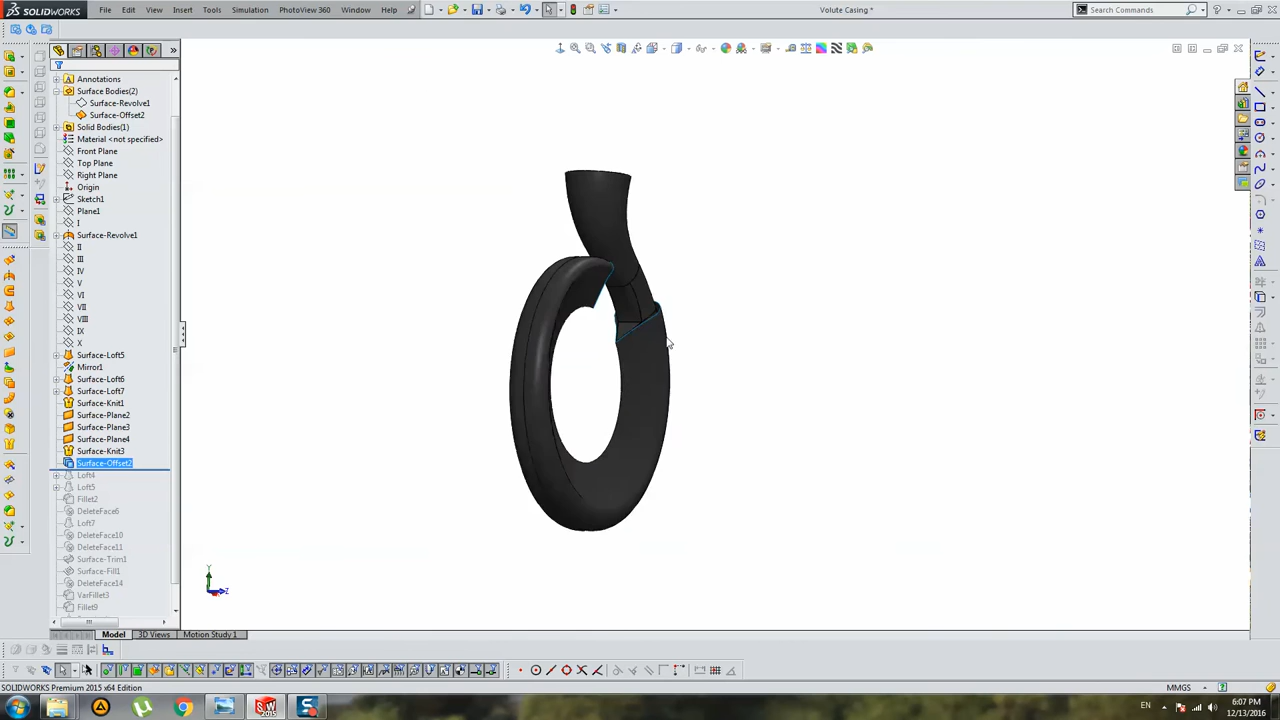 SOLIDWORKS
File
Edit
View
Insert
Tools
Simulation
PhotoView 360
Window
Help
Volute Casing *
Search Commands
Annotations
Surface Bodies(2)
Surface-Revolve1
Surface-Offset2
Solid Bodies(1)
Material <not specified>
Front Plane
Top Plane
Right Plane
Origin
Sketch1
Plane1
I
Surface-Revolve1
II
III
IV
V
VI
VII
VIII
IX
X
Surface-Loft5
Mirror1
Surface-Loft6
Surface-Loft7
Surface-Knit1
Surface-Plane2
Surface-Plane3
Surface-Plane4
Surface-Knit3
Surface-Offset2
Loft4
Loft5
Fillet2
DeleteFace6
Loft7
DeleteFace10
DeleteFace11
Surface-Trim1
Surface-Fill1
DeleteFace14
VarFillet3
Fillet9
Y
Z
Model
3D Views
Motion Study 1
SOLIDWORKS Premium 2015 x64 Edition
MMGS
EN
6:07 PM
12/13/2016